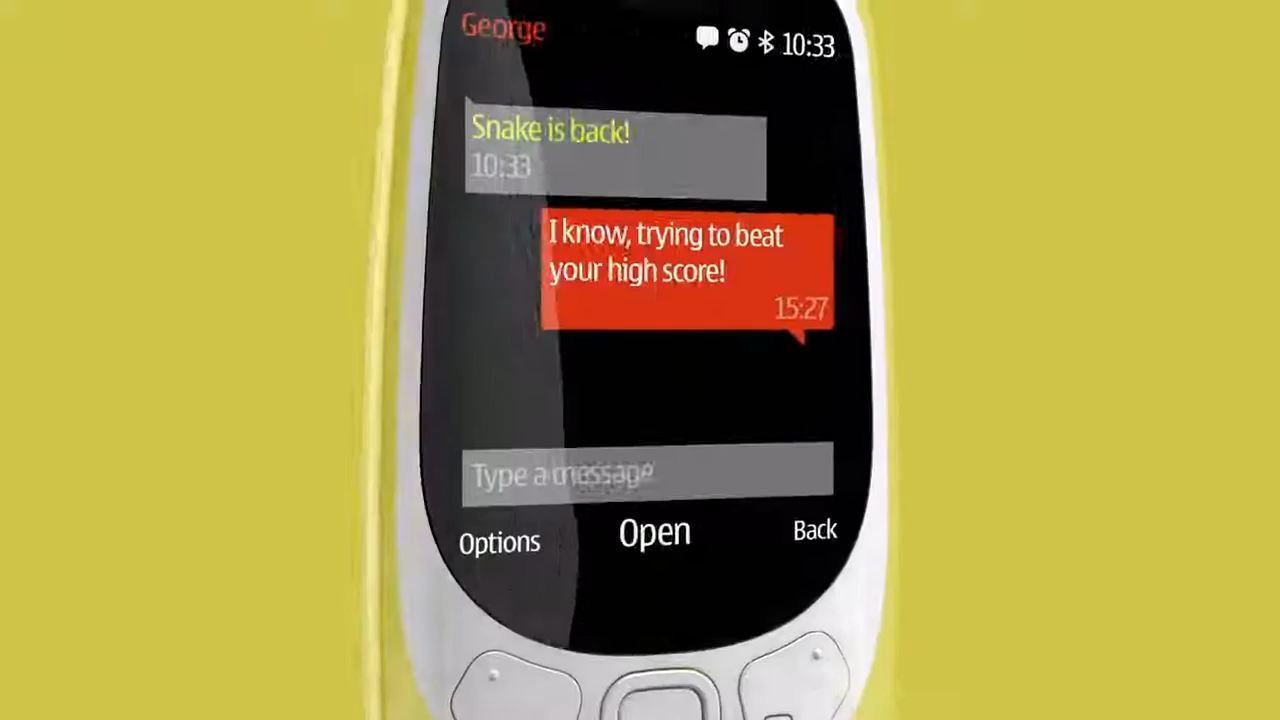 George
10:33
Snake is back!
10:33
I know, trying to beat
your high score!
15:27
Type a message
Options
Open
Back